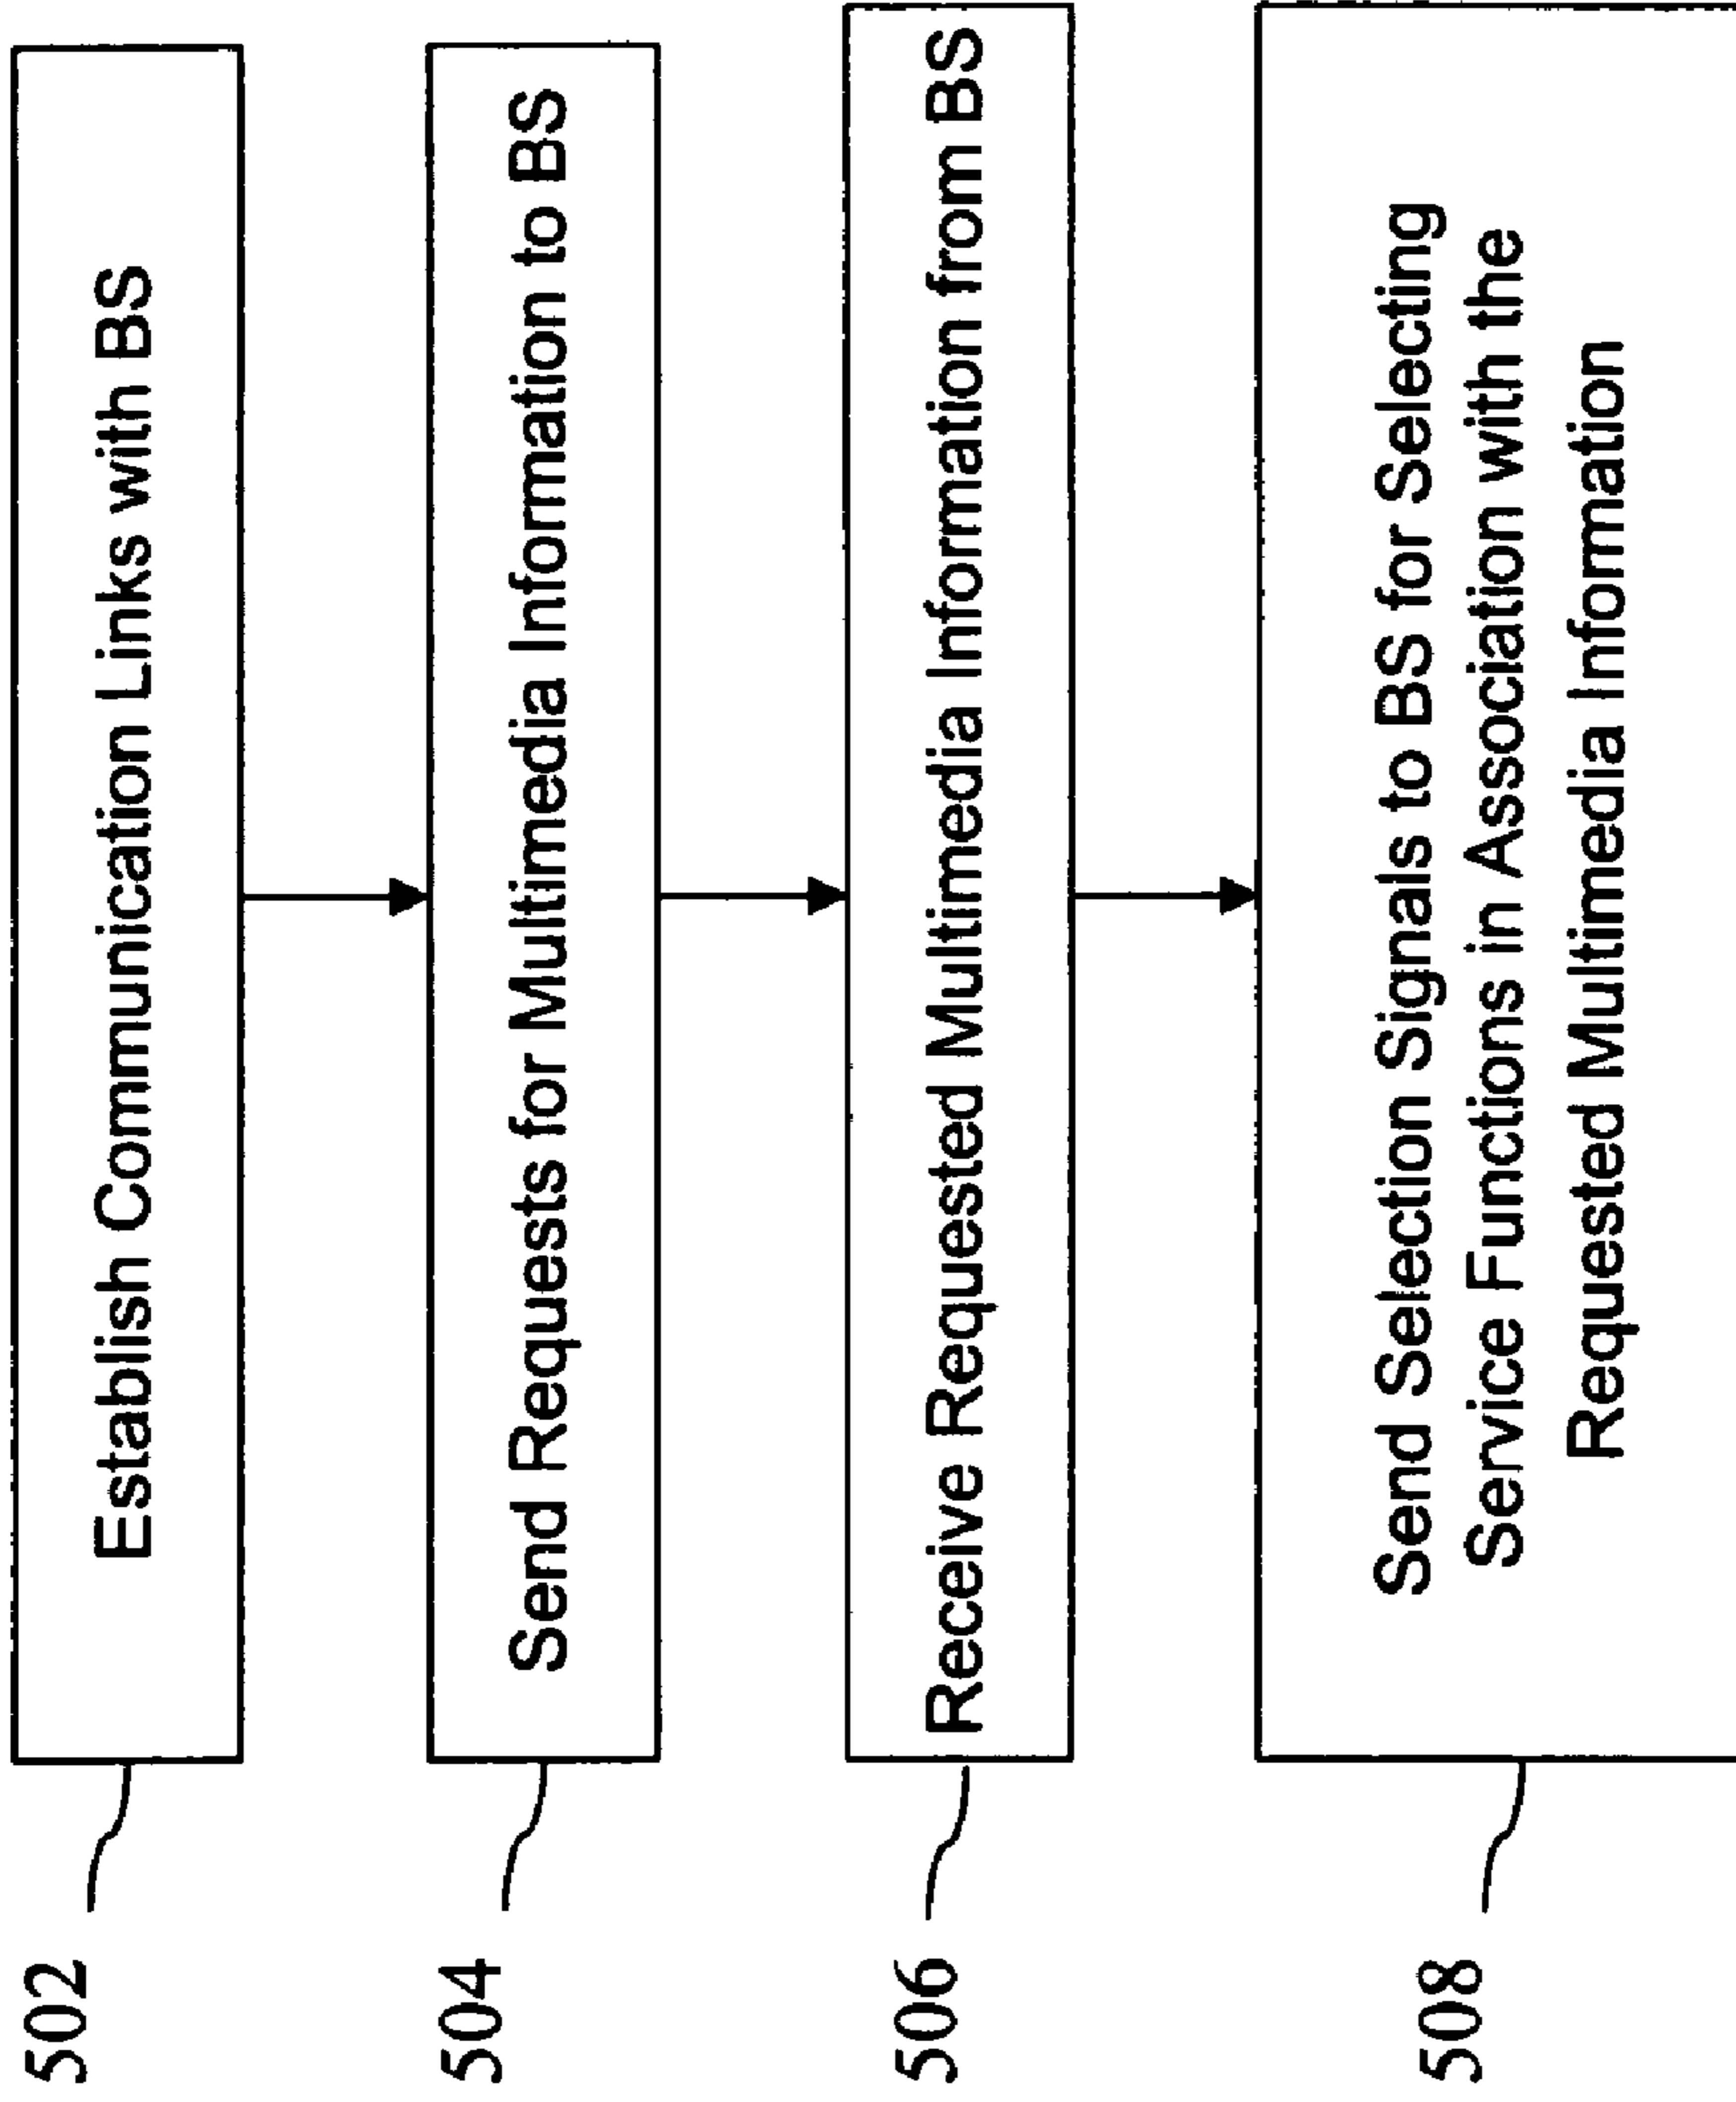 502
Establish Communication Links with BS
504
Send Requests for Multimedia Information to BS
506
Receive Requested Multimedia Information from BS
508
Send Selection Signals to BS for Selecting
Service Functions in Association with the
Requested Multimedia Information